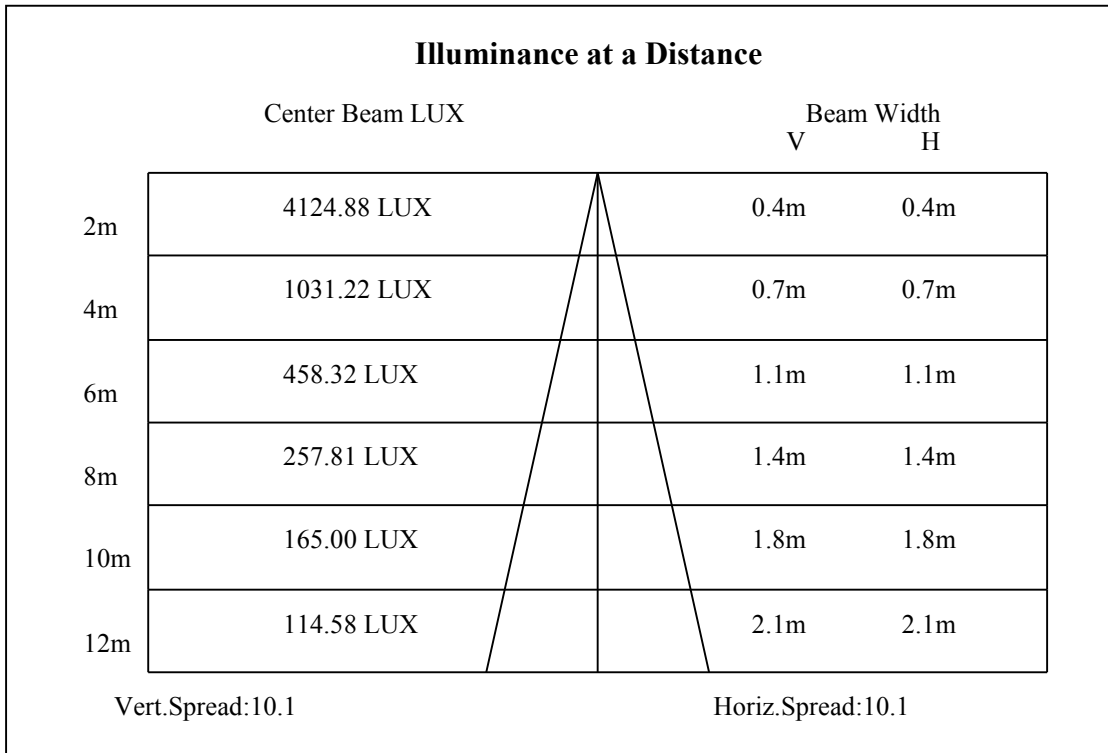 Illuminance at a Distance
Center Beam LUX Beam Width
V H
2m 4124.88 LUX 0.4m 0.4m
4m 1031.22 LUX 0.7m 0.7m
6m 458.32 LUX 1.1m 1.1m
8m 257.81 LUX 1.4m 1.4m
10m 165.00 LUX 1.8m 1.8m
12m 114.58 LUX 2.1m 2.1m
Vert.Spread:10.1 Horiz.Spread:10.1